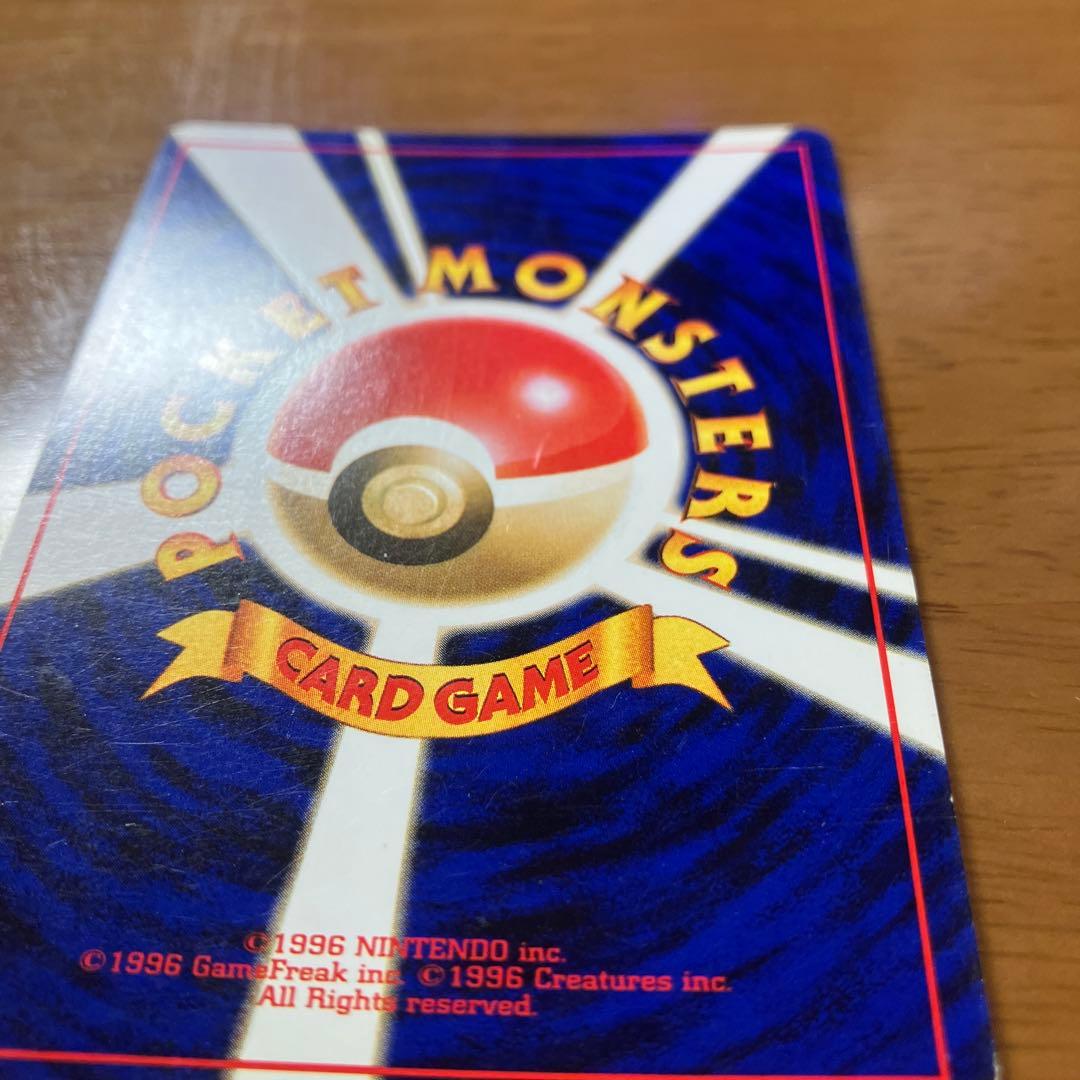 POCKET MONSTERS
CARD GAME
©1996 NINTENDO inc.
©1996 GameFreak inc. ©1996 Creatures inc.
All Rights reserved.